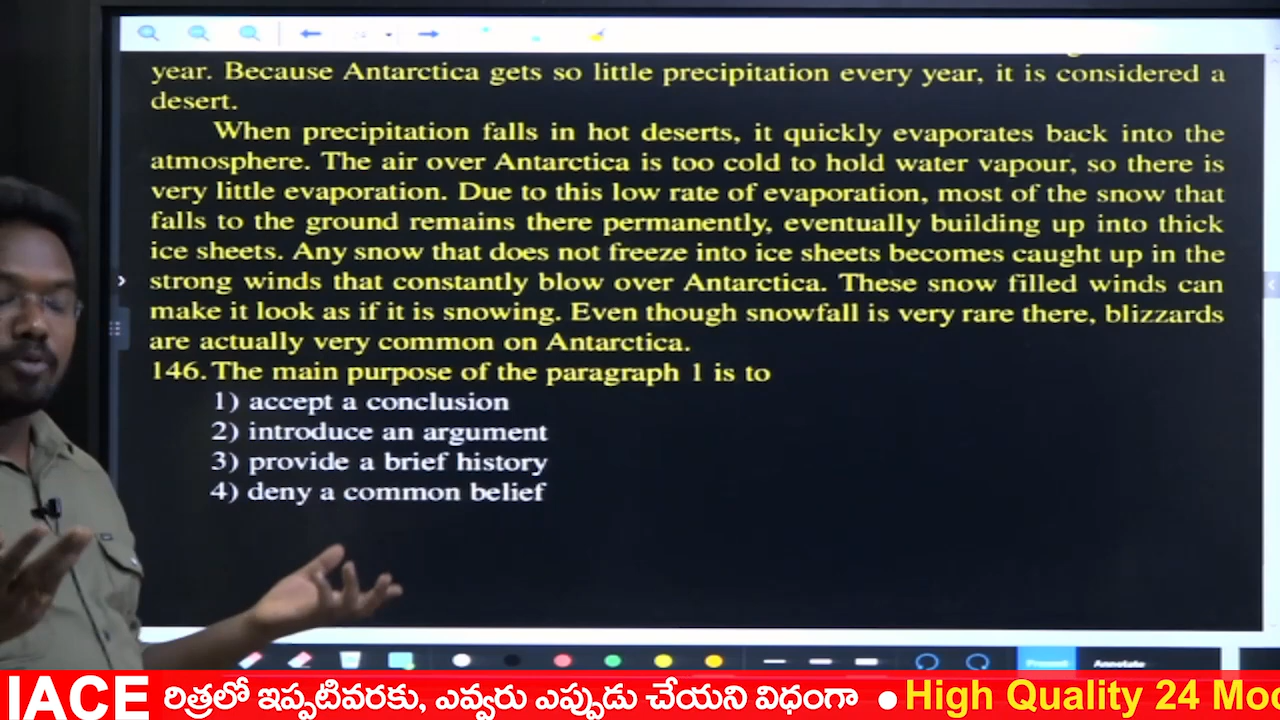 year. Because Antarctica gets so little precipitation every year, it is considered a
desert.
When precipitation falls in hot deserts, it quickly evaporates back into the
atmosphere. The air over Antarctica is too cold to hold water vapour, so there is
very little evaporation. Due to this low rate of evaporation, most of the snow that
falls to the ground remains there permanently, eventually building up into thick
ice sheets. Any snow that does not freeze into ice sheets becomes caught up in the
strong winds that constantly blow over Antarctica. These snow filled winds can
make it look as if it is snowing. Even though snowfall is very rare there, blizzards
are actually very common on Antarctica.
146. The main purpose of the paragraph 1 is to
1) accept a conclusion
2) introduce an argument
3) provide a brief history
4) deny a common belief
Present Annotate
IACE రిత్రలో ఇప్పటివరకు, ఎవ్వరు ఎప్పుడు చేయని విధంగా ● High Quality 24 Mod